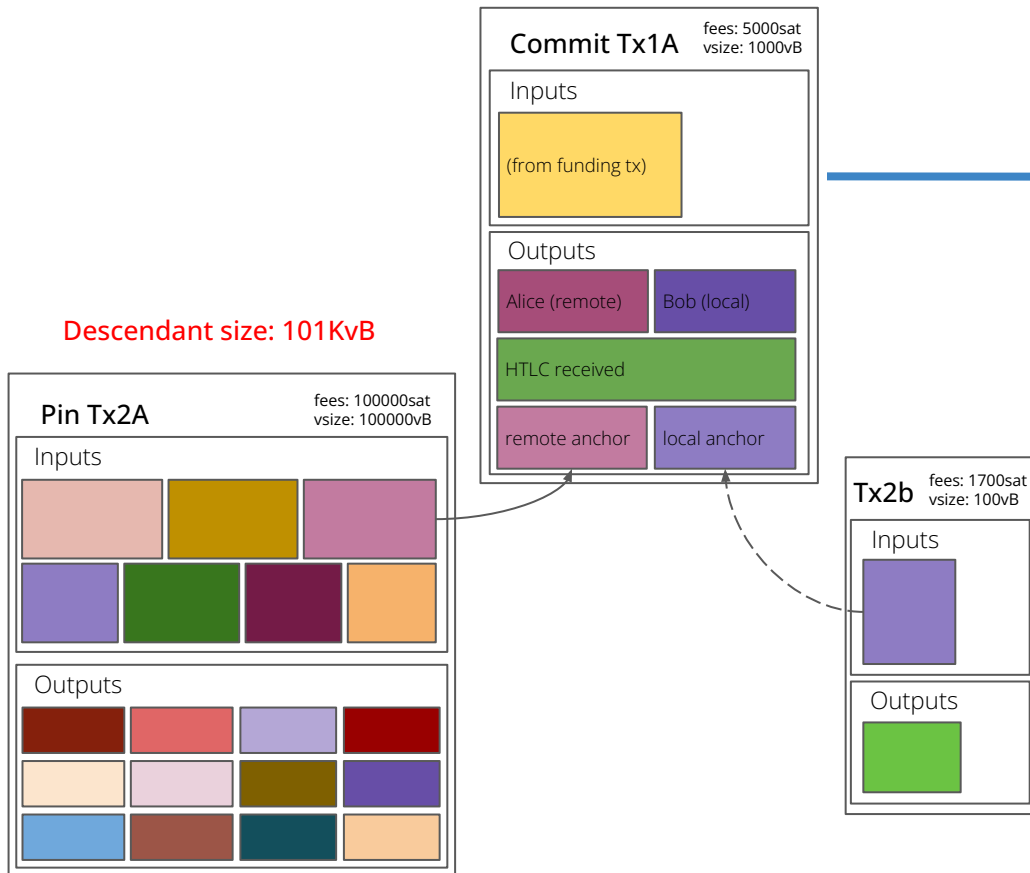 Commit Tx1A
fees: 5000sat
vsize: 1000vB
Inputs
(from funding tx)
Outputs
Alice (remote)
Bob (local)
HTLC received
remote anchor
local anchor
Descendant size: 101KvB
Pin Tx2A
fees: 100000sat
vsize: 100000vB
Inputs
Outputs
Tx2b
fees: 1700sat
vsize: 100vB
Inputs
Outputs